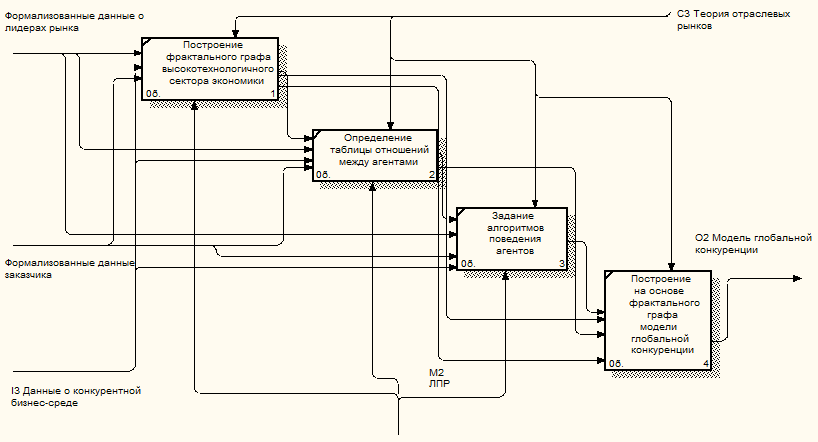 Формализованные данные о
лидерах рынка
С3 Теория отраслевых
рынков
Построение
фрактального графа
высокотехнологичного
сектора экономики
0б.
1
Определение
таблицы отношений
между агентами
0б.
2
Задание
алгоритмов
поведения
агентов
0б.
3
О2 Модель глобальной
конкуренции
Формализованные данные
заказчика
Построение
на основе
фрактального
графа
модели
глобальной
конкуренции
0б.
4
М2
ЛПР
I3 Данные о конкурентной
бизнес-среде